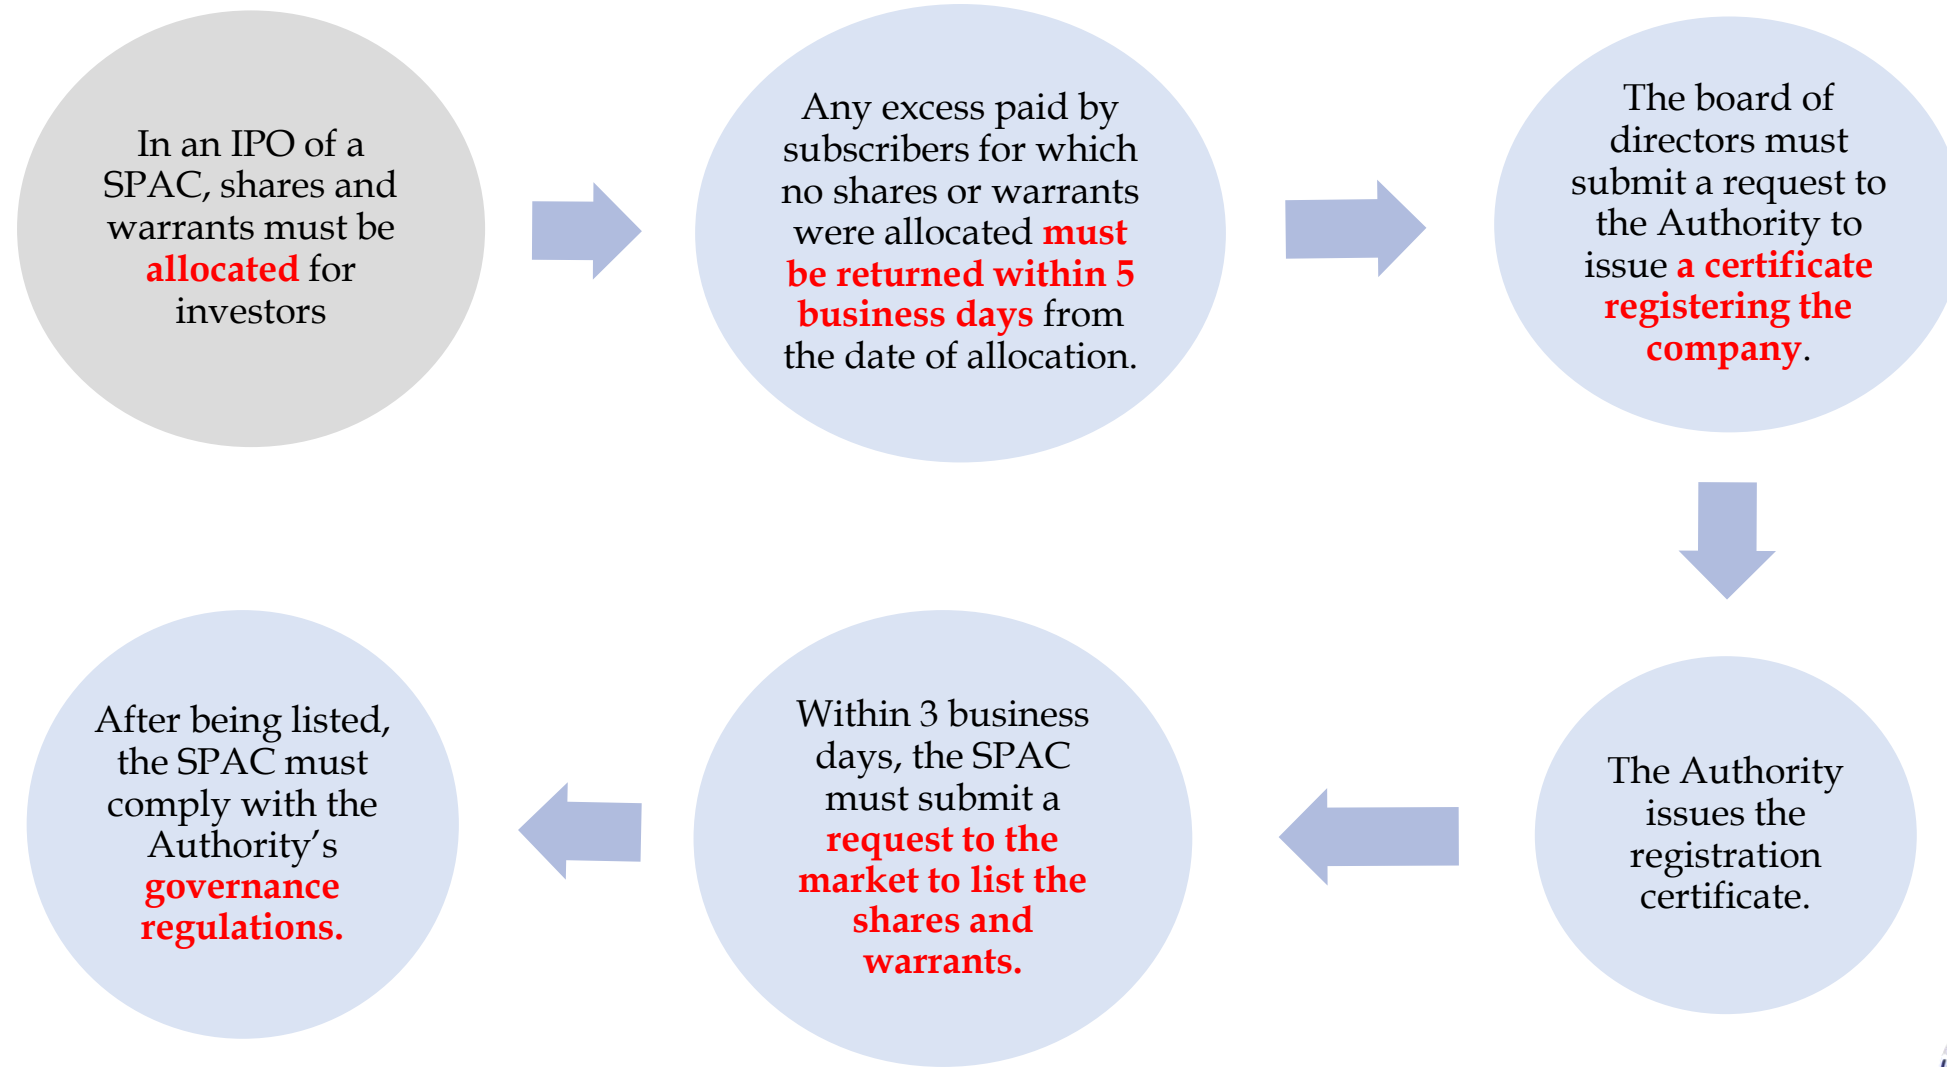 In an IPO of a
SPAC, shares and
warrants must be
allocated for
investors
Any excess paid by
subscribers for which
no shares or warrants
were allocated must
be returned within 5
business days from
the date of allocation.
The board of
directors must
submit a request to
the Authority to
issue a certificate
registering the
company.
The Authority
issues the
registration
certificate.
Within 3 business
days, the SPAC
must submit a
request to the
market to list the
shares and
warrants.
After being listed,
the SPAC must
comply with the
Authority’s
governance
regulations.